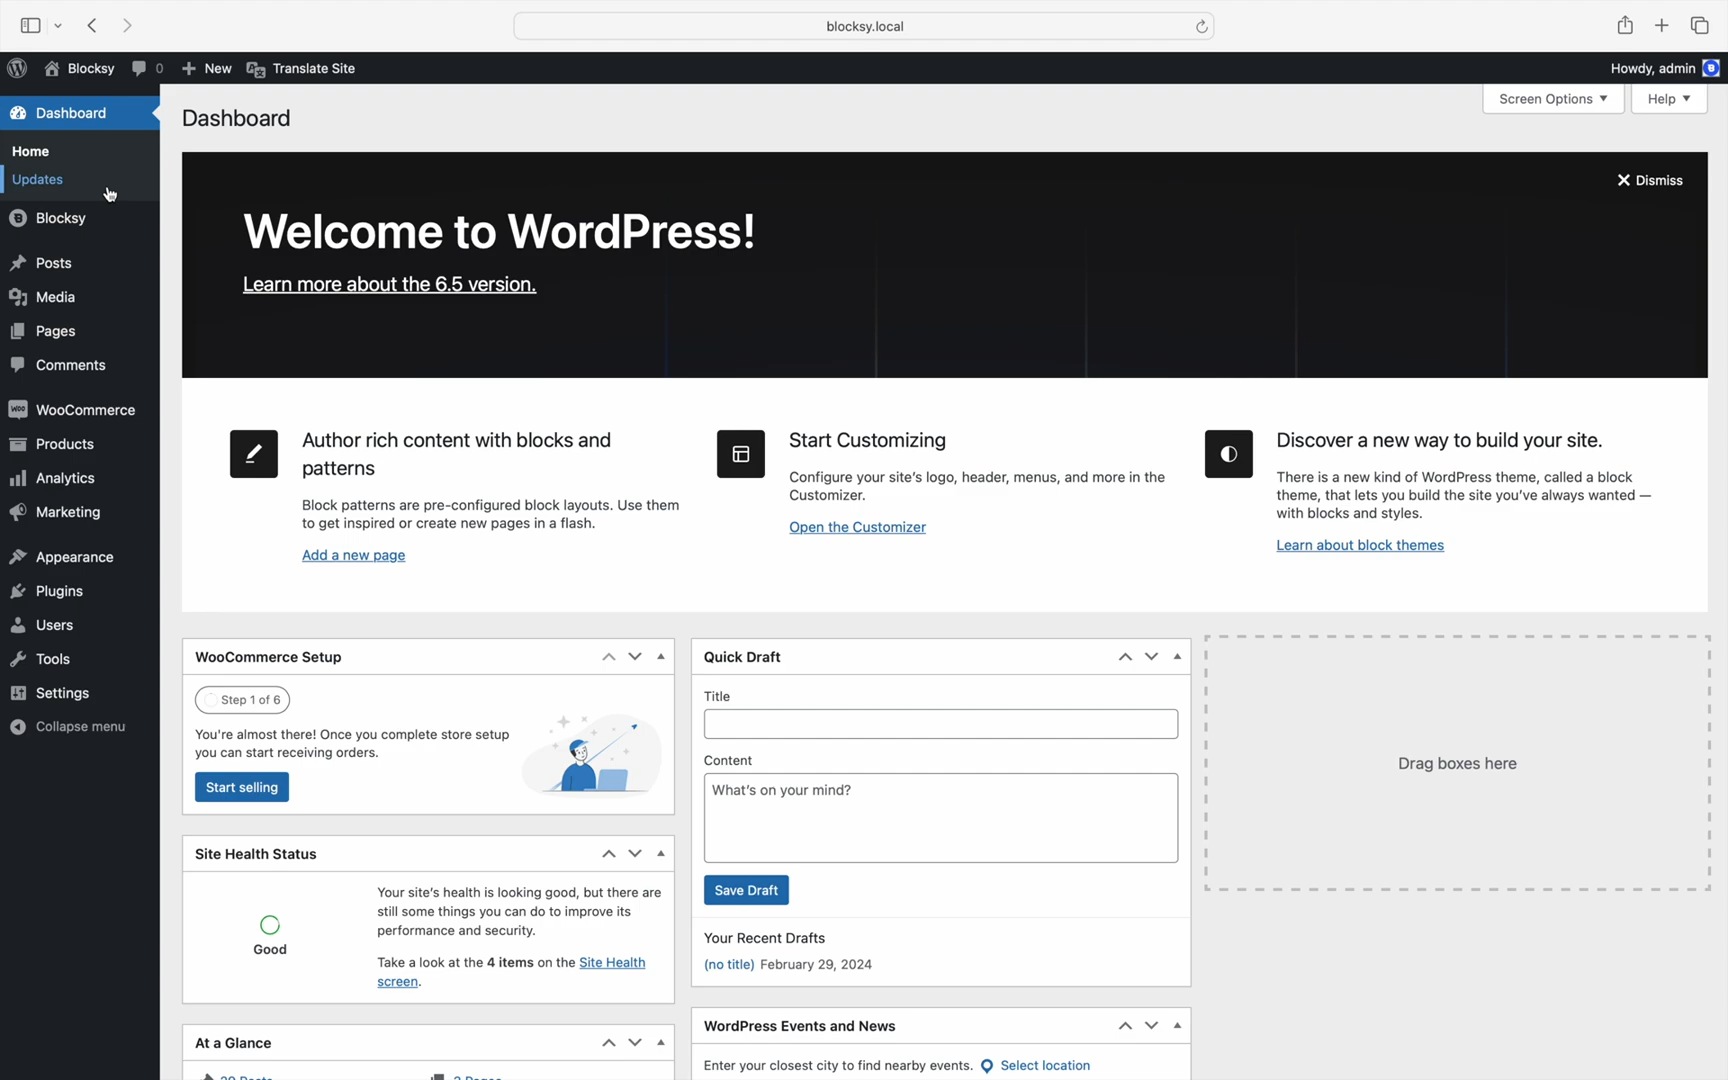 blocksy.local
Blocksy
0
New
Translate Site
Howdy, admin
Dashboard
Home
Updates
Blocksy
Posts
Media
Pages
Comments
WooCommerce
Products
Analytics
Marketing
Appearance
Plugins
Users
Tools
Settings
Collapse menu
Screen Options
Help
Dashboard
Dismiss
Welcome to WordPress!
Learn more about the 6.5 version.
Author rich content with blocks and
patterns
Block patterns are pre-configured block layouts. Use them
to get inspired or create new pages in a flash.
Add a new page
Start Customizing
Configure your site's logo, header, menus, and more in the
Customizer.
Open the Customizer
Discover a new way to build your site.
There is a new kind of WordPress theme, called a block
theme, that lets you build the site you've always wanted —
with blocks and styles.
Learn about block themes
WooCommerce Setup
Step 1 of 6
You're almost there! Once you complete store setup
you can start receiving orders.
Start selling
Site Health Status
Good
Your site's health is looking good, but there are
still some things you can do to improve its
performance and security.
Take a look at the 4 items on the Site Health
screen.
At a Glance
Quick Draft
Title
Content
What's on your mind?
Save Draft
Your Recent Drafts
(no title) February 29, 2024
WordPress Events and News
Enter your closest city to find nearby events. Select location
Drag boxes here